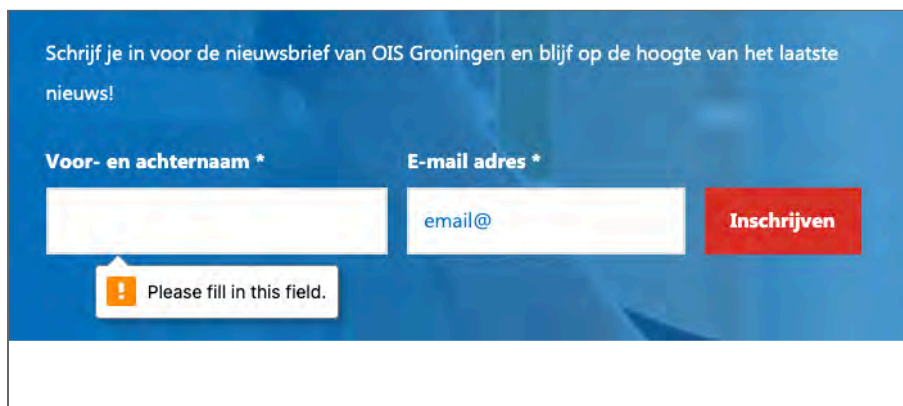 Schrijf je in voor de nieuwsbrief van OIS Groningen en blijf op de hoogte van het laatste
nieuws!
Voor- en achternaam * E-mail adres *
email@ Inschrijven
Please fill in this field.